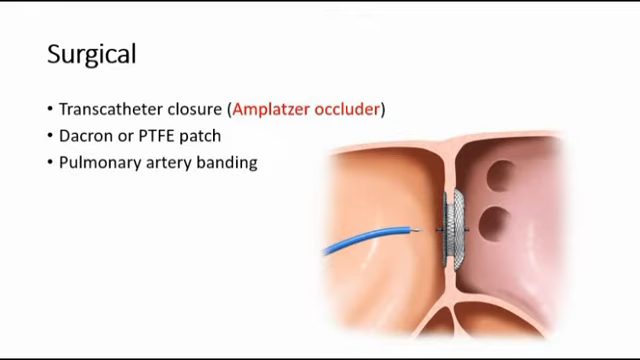 Surgical
• Transcatheter closure (Amplatzer occluder)
• Dacron or PTFE patch
• Pulmonary artery banding